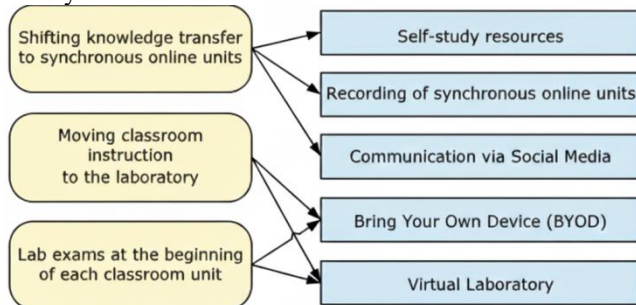 Shifting knowledge transfer
to synchronous online units
Moving classroom
instruction
to the laboratory
Lab exams at the beginning
of each classroom unit
Self-study resources
Recording of synchronous online units
Communication via Social Media
Bring Your Own Device (BYOD)
Virtual Laboratory